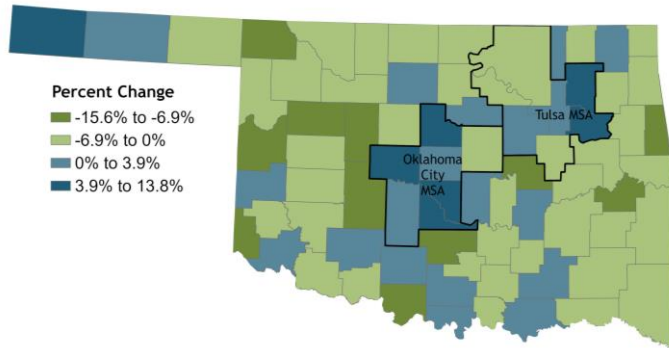 Percent Change
-15.6% to -6.9%
-6.9% to 0%
0% to 3.9%
3.9% to 13.8%
Tulsa MSA
Oklahoma
City
MSA